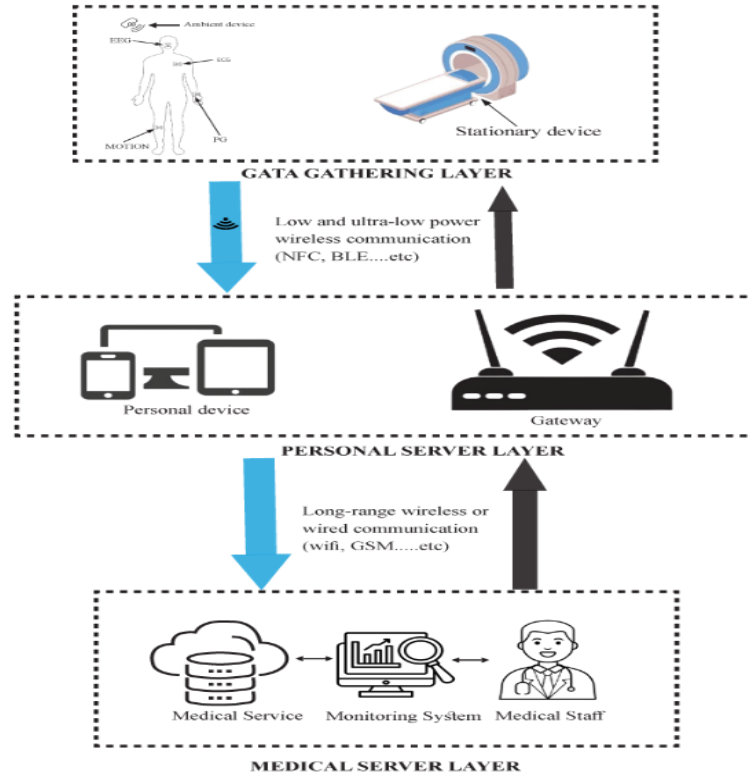 Ambient device
EEG
ECG
MOTION
PG
Stationary device
GATA GATHERING LAYER
Low and ultra-low power
wireless communication
(NFC, BLE....etc)
Personal device
Gateway
PERSONAL SERVER LAYER
Long-range wireless or
wired communication
(wifi, GSM.....etc)
Medical Service
Monitoring System
Medical Staff
MEDICAL SERVER LAYER